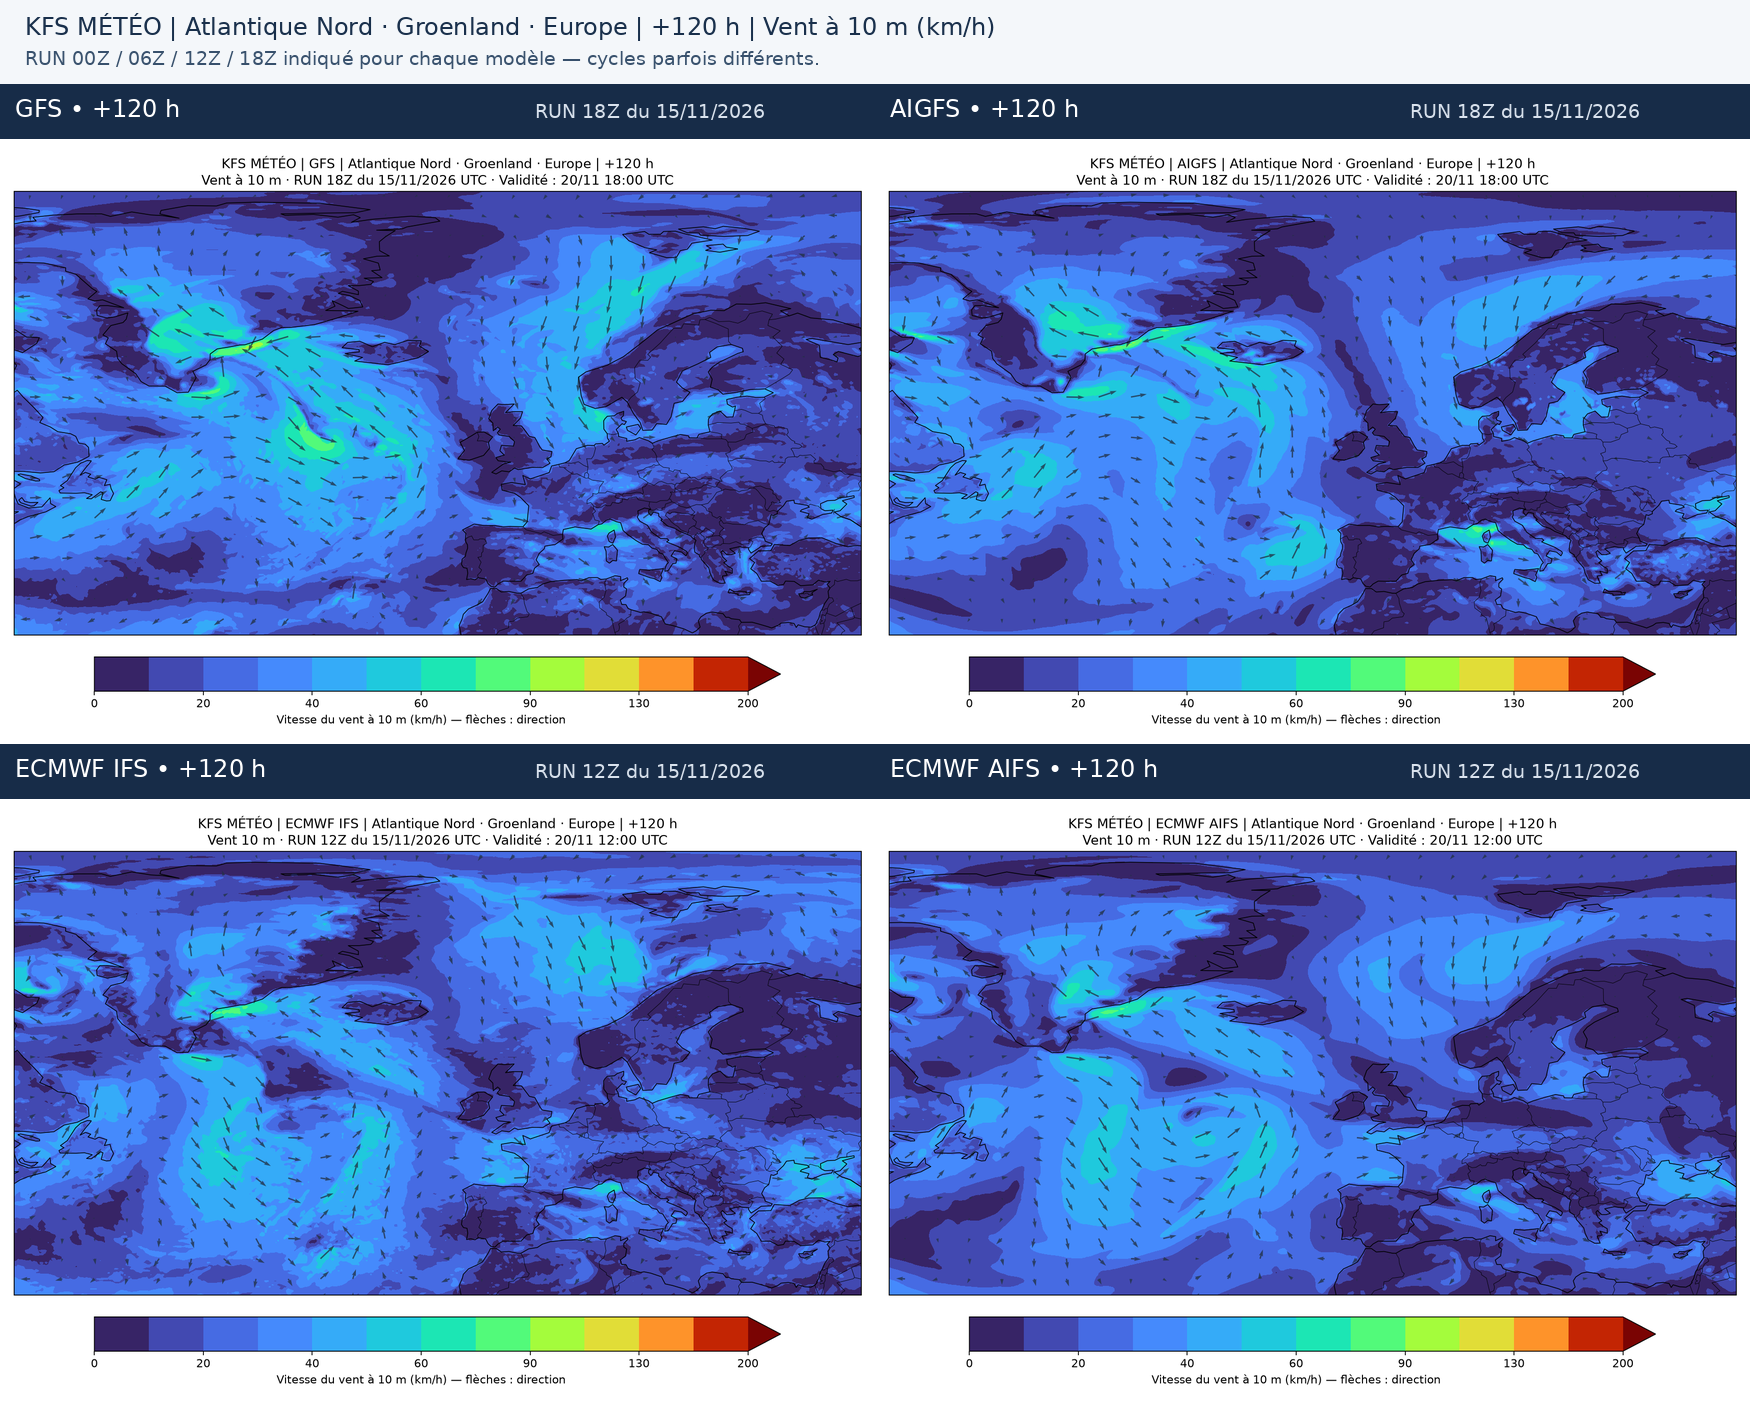 KFS MÉTÉO | Atlantique Nord · Groenland · Europe | +120 h | Vent à 10 m (km/h)
RUN 00Z / 06Z / 12Z / 18Z indiqué pour chaque modèle — cycles parfois différents.
GFS • +120 h
RUN 18Z du 15/11/2026
KFS MÉTÉO | GFS | Atlantique Nord · Groenland · Europe | +120 h
Vent à 10 m · RUN 18Z du 15/11/2026 UTC · Validité : 20/11 18:00 UTC
0 20 40 60 90 130 200
Vitesse du vent à 10 m (km/h) — flèches : direction
AIGFS • +120 h
RUN 18Z du 15/11/2026
KFS MÉTÉO | AIGFS | Atlantique Nord · Groenland · Europe | +120 h
Vent à 10 m · RUN 18Z du 15/11/2026 UTC · Validité : 20/11 18:00 UTC
0 20 40 60 90 130 200
Vitesse du vent à 10 m (km/h) — flèches : direction
ECMWF IFS • +120 h
RUN 12Z du 15/11/2026
KFS MÉTÉO | ECMWF IFS | Atlantique Nord · Groenland · Europe | +120 h
Vent 10 m · RUN 12Z du 15/11/2026 UTC · Validité : 20/11 12:00 UTC
0 20 40 60 90 130 200
Vitesse du vent à 10 m (km/h) — flèches : direction
ECMWF AIFS • +120 h
RUN 12Z du 15/11/2026
KFS MÉTÉO | ECMWF AIFS | Atlantique Nord · Groenland · Europe | +120 h
Vent 10 m · RUN 12Z du 15/11/2026 UTC · Validité : 20/11 12:00 UTC
0 20 40 60 90 130 200
Vitesse du vent à 10 m (km/h) — flèches : direction